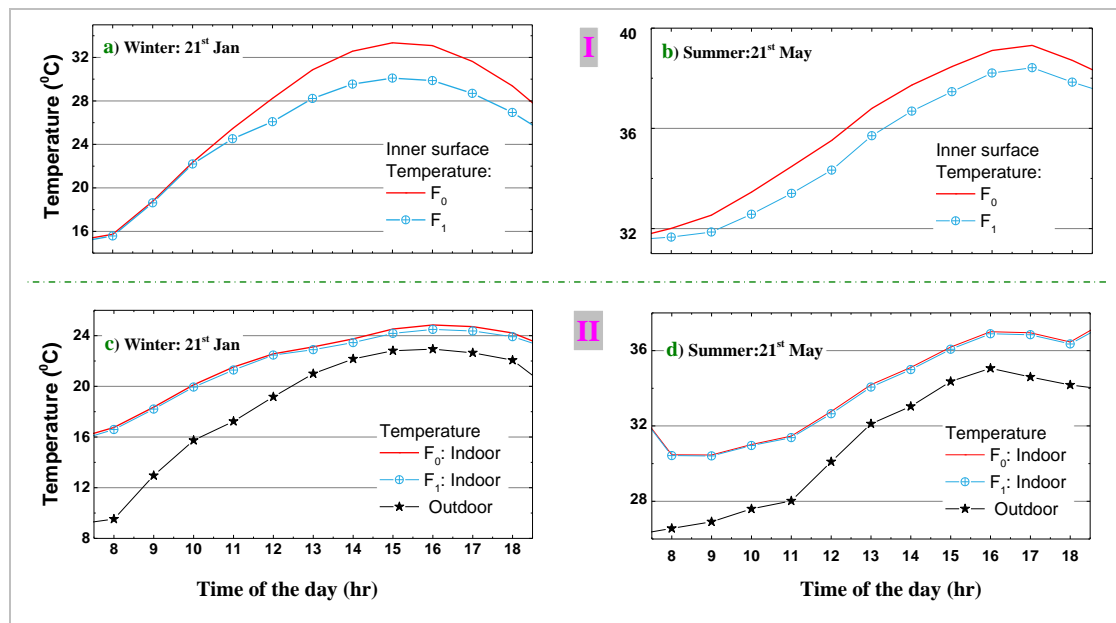 a) Winter: 21st Jan
I
b) Summer:21st May
Temperature (⁰C)
32
28
24
20
16
Inner surface
Temperature:
F₀
F₁
40
36
32
Inner surface
Temperature:
F₀
F₁
II
c) Winter: 21st Jan
d) Summer:21st May
Temperature (⁰C)
24
20
16
12
8
Temperature
F₀: Indoor
F₁: Indoor
Outdoor
8 9 10 11 12 13 14 15 16 17 18
Time of the day (hr)
36
32
28
Temperature
F₀: Indoor
F₁: Indoor
Outdoor
8 9 10 11 12 13 14 15 16 17 18
Time of the day (hr)